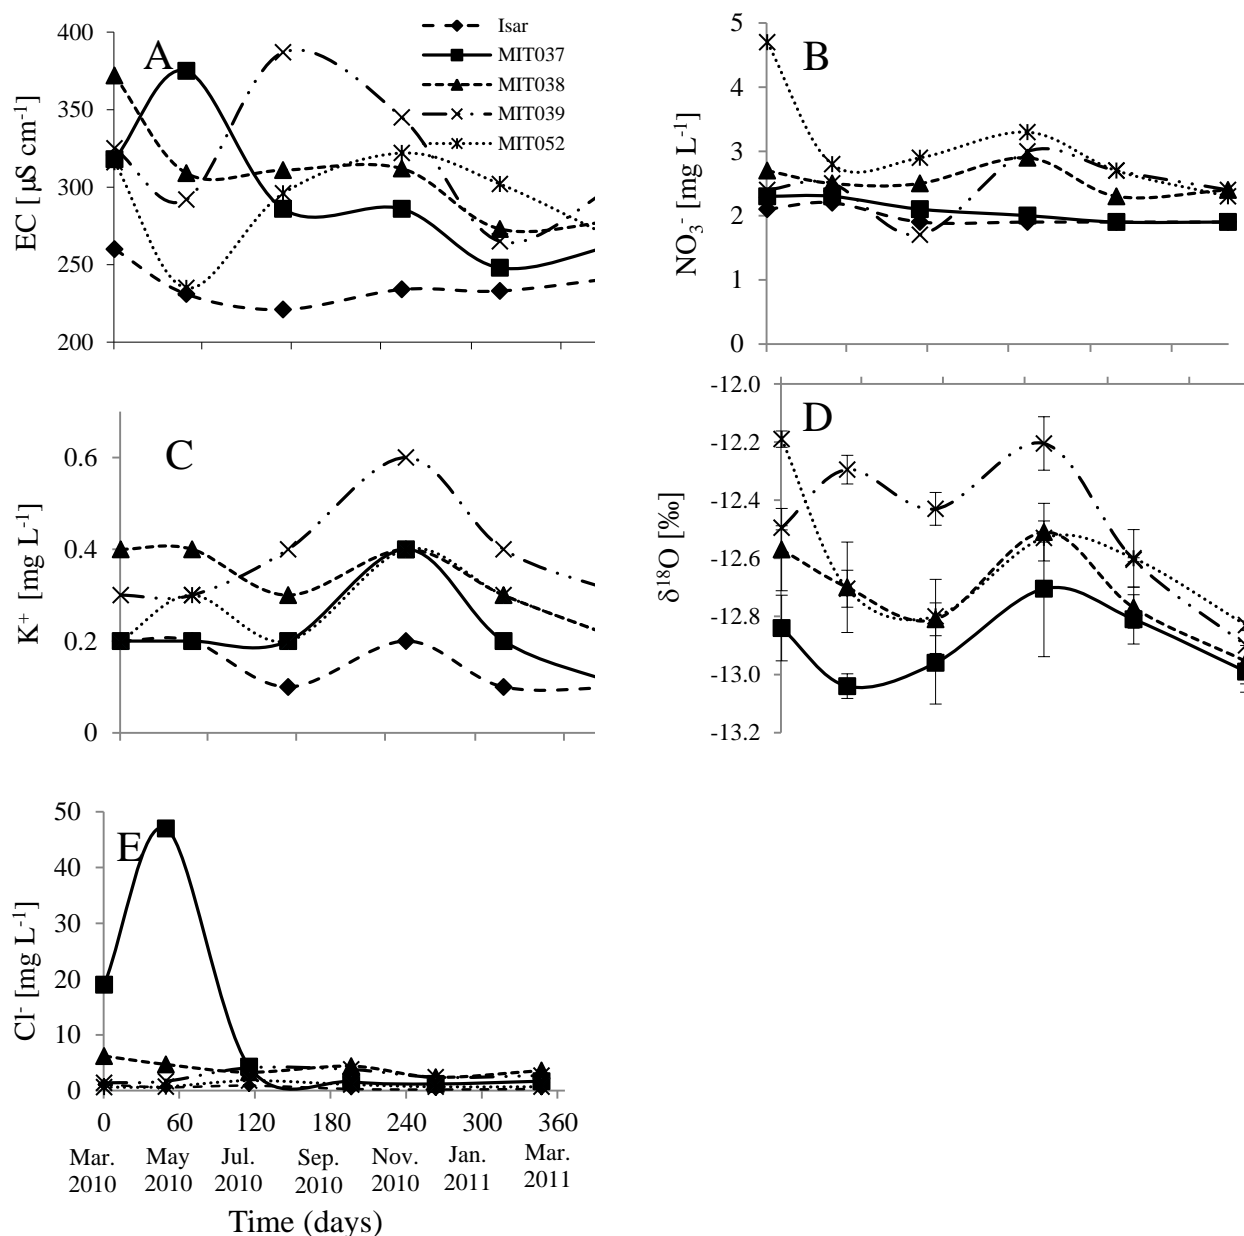 A
EC [ µS cm⁻¹]
400
350
300
250
200
Isar
MIT037
MIT038
MIT039
MIT052
B
NO₃⁻ [mg L⁻¹]
5
4
3
2
1
0
C
K⁺ [mg L⁻¹]
0.6
0.4
0.2
0
D
δ¹⁸O [‰]
-12.0
-12.2
-12.4
-12.6
-12.8
-13.0
-13.2
E
Cl⁻ [mg L⁻¹]
50
40
30
20
10
0
0 60 120 180 240 300 360
Mar. May Jul. Sep. Nov. Jan. Mar.
2010 2010 2010 2010 2010 2011 2011
Time (days)